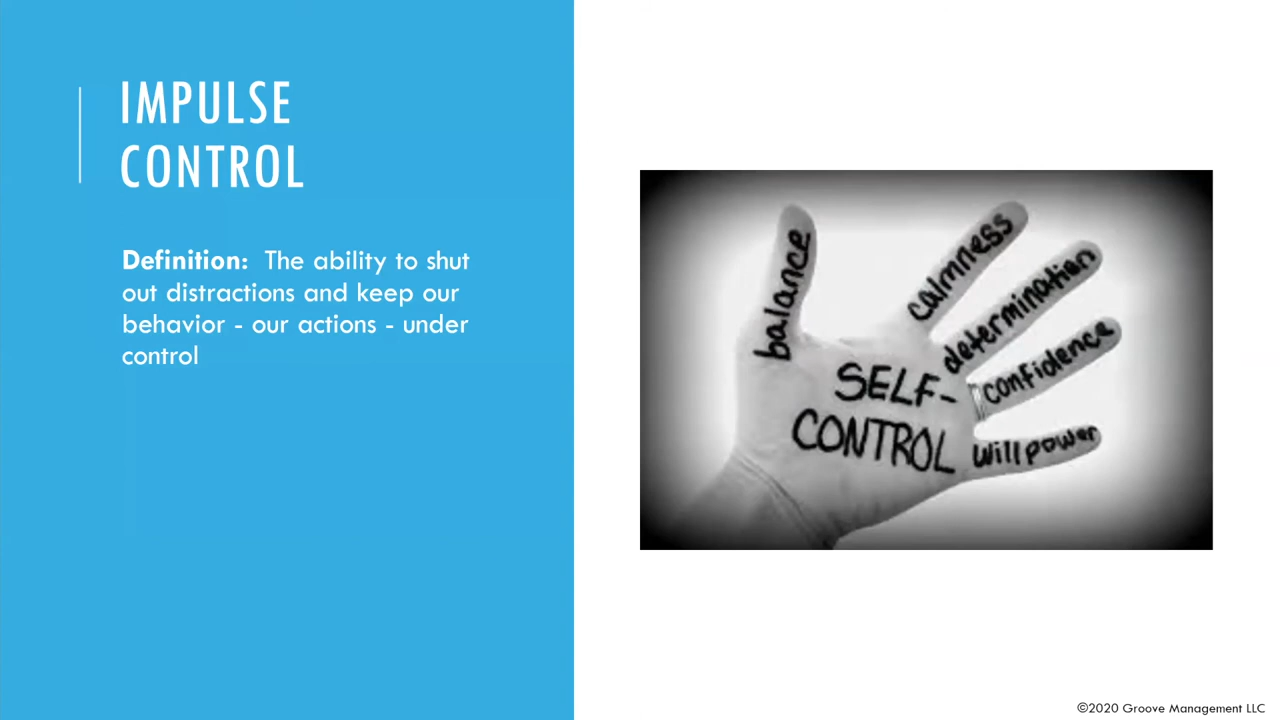 IMPULSE
CONTROL
Definition: The ability to shut
out distractions and keep our
behavior - our actions - under
control
balance
calmness
determination
confidence
willpower
SELF-
CONTROL
©2020 Groove Management LLC